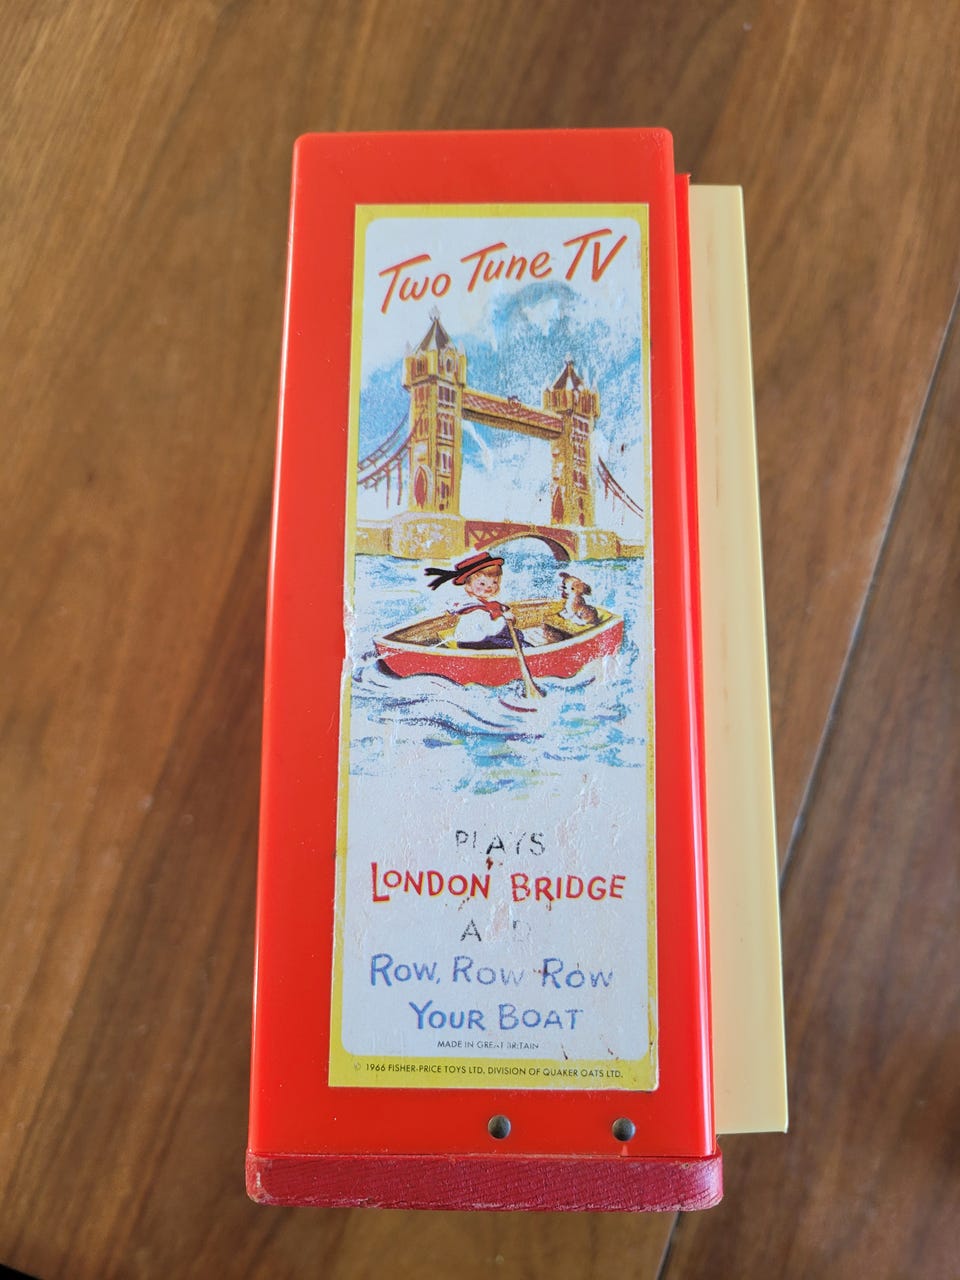 Two Tune TV
PLAYS
LONDON BRIDGE
AND
ROW, ROW ROW
YOUR BOAT
MADE IN GREAT BRITAIN
© 1966 FISHER-PRICE TOYS LTD. DIVISION OF QUAKER OATS LTD.